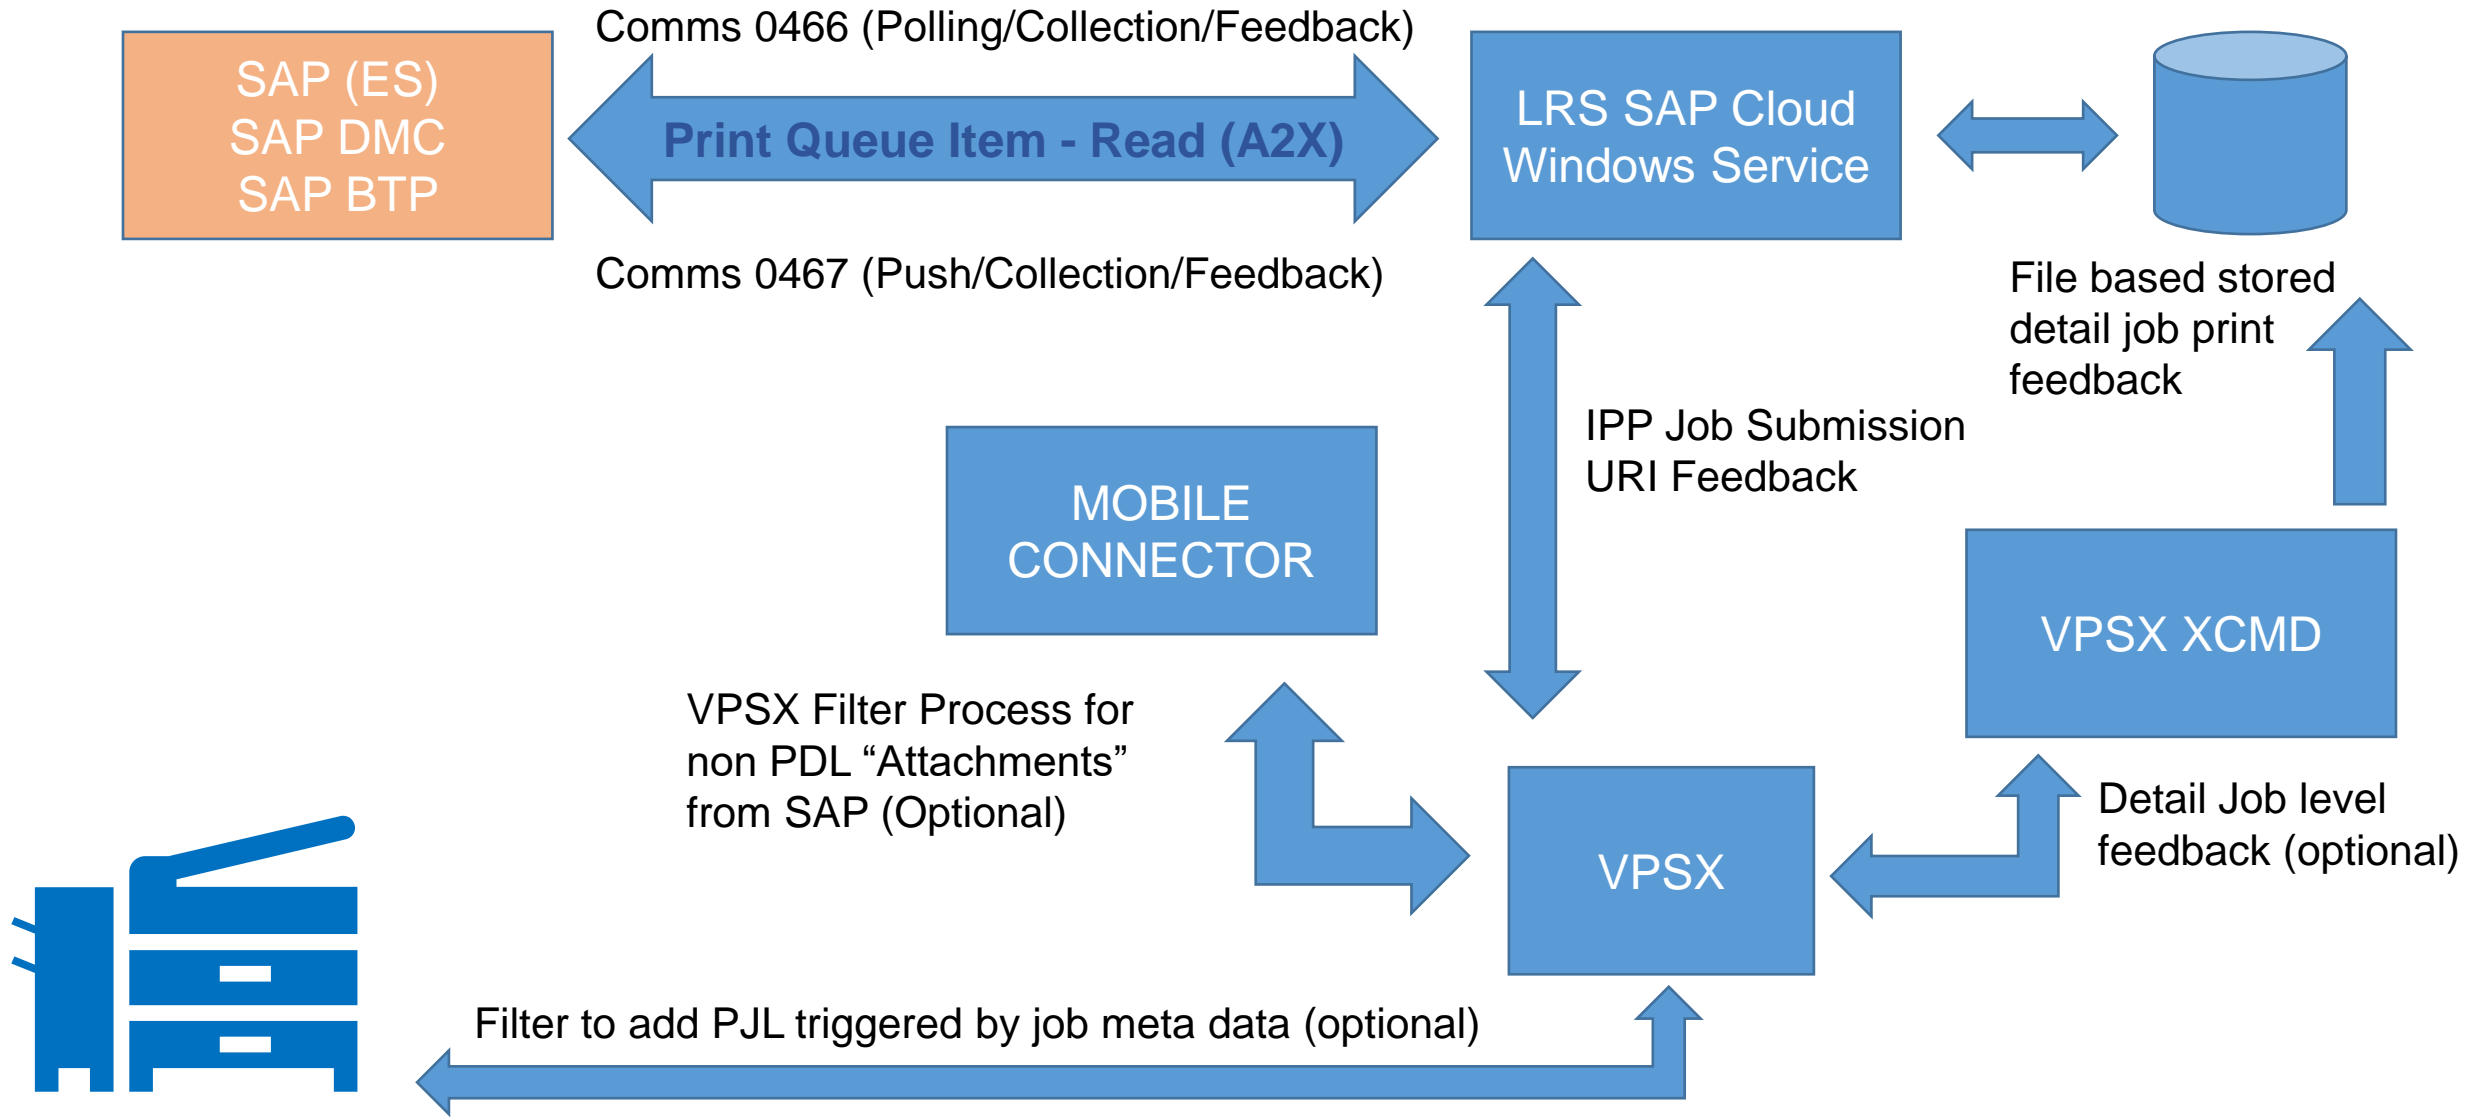 Comms 0466 (Polling/Collection/Feedback)
SAP (ES)
SAP DMC
SAP BTP
Print Queue Item - Read (A2X)
LRS SAP Cloud
Windows Service
Comms 0467 (Push/Collection/Feedback)
File based stored
detail job print
feedback
IPP Job Submission
URI Feedback
MOBILE
CONNECTOR
VPSX XCMD
VPSX Filter Process for
non PDL “Attachments”
from SAP (Optional)
Detail Job level
feedback (optional)
VPSX
Filter to add PJL triggered by job meta data (optional)